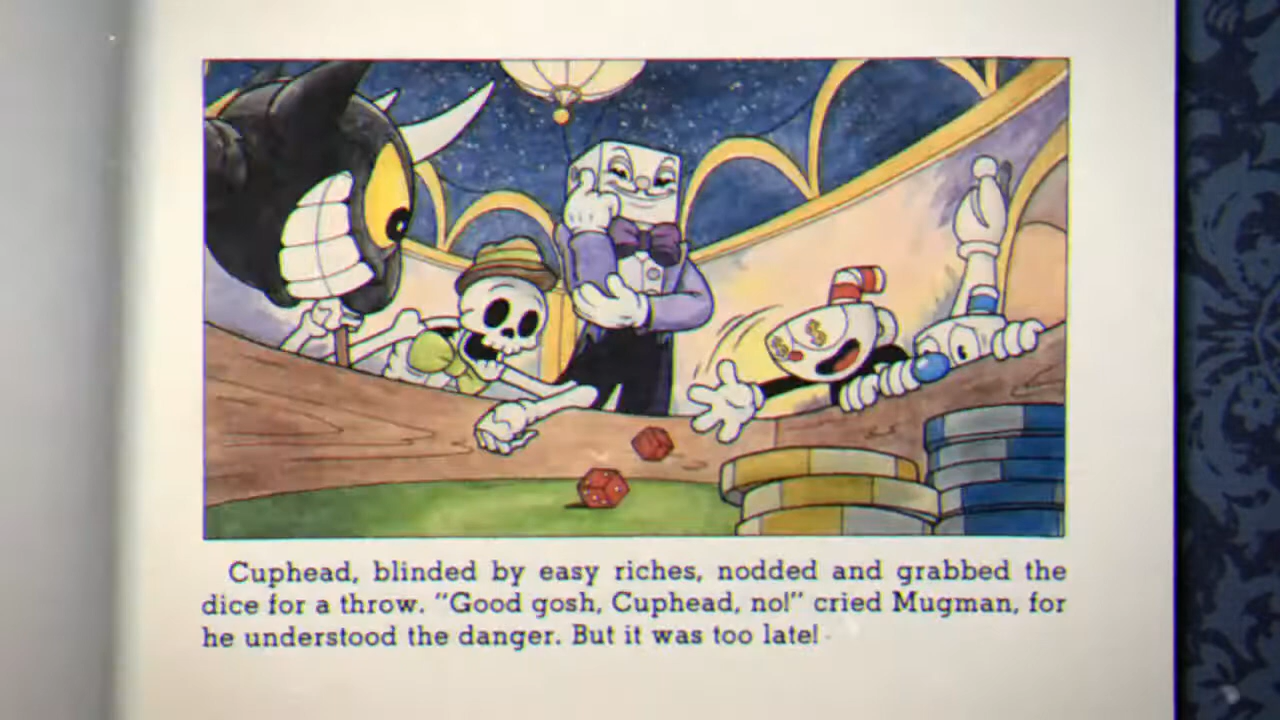 Cuphead, blinded by easy riches, nodded and grabbed the
dice for a throw. "Good gosh, Cuphead, no!" cried Mugman, for
he understood the danger. But it was too late!